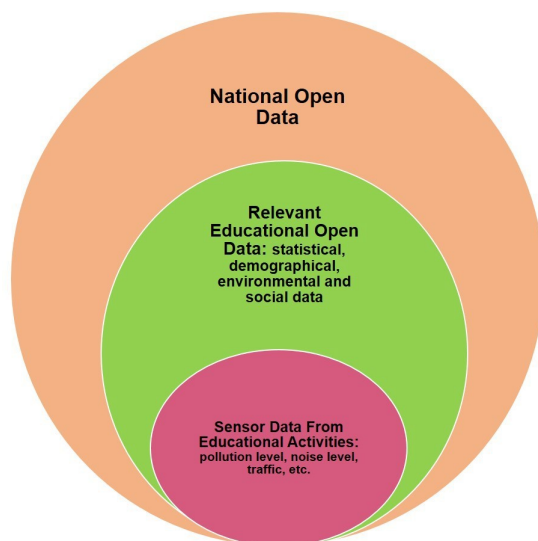 National Open
Data
Relevant
Educational Open
Data: statistical,
demographical,
environmental and
social data
Sensor Data From
Educational Activities:
pollution level, noise level,
traffic, etc.